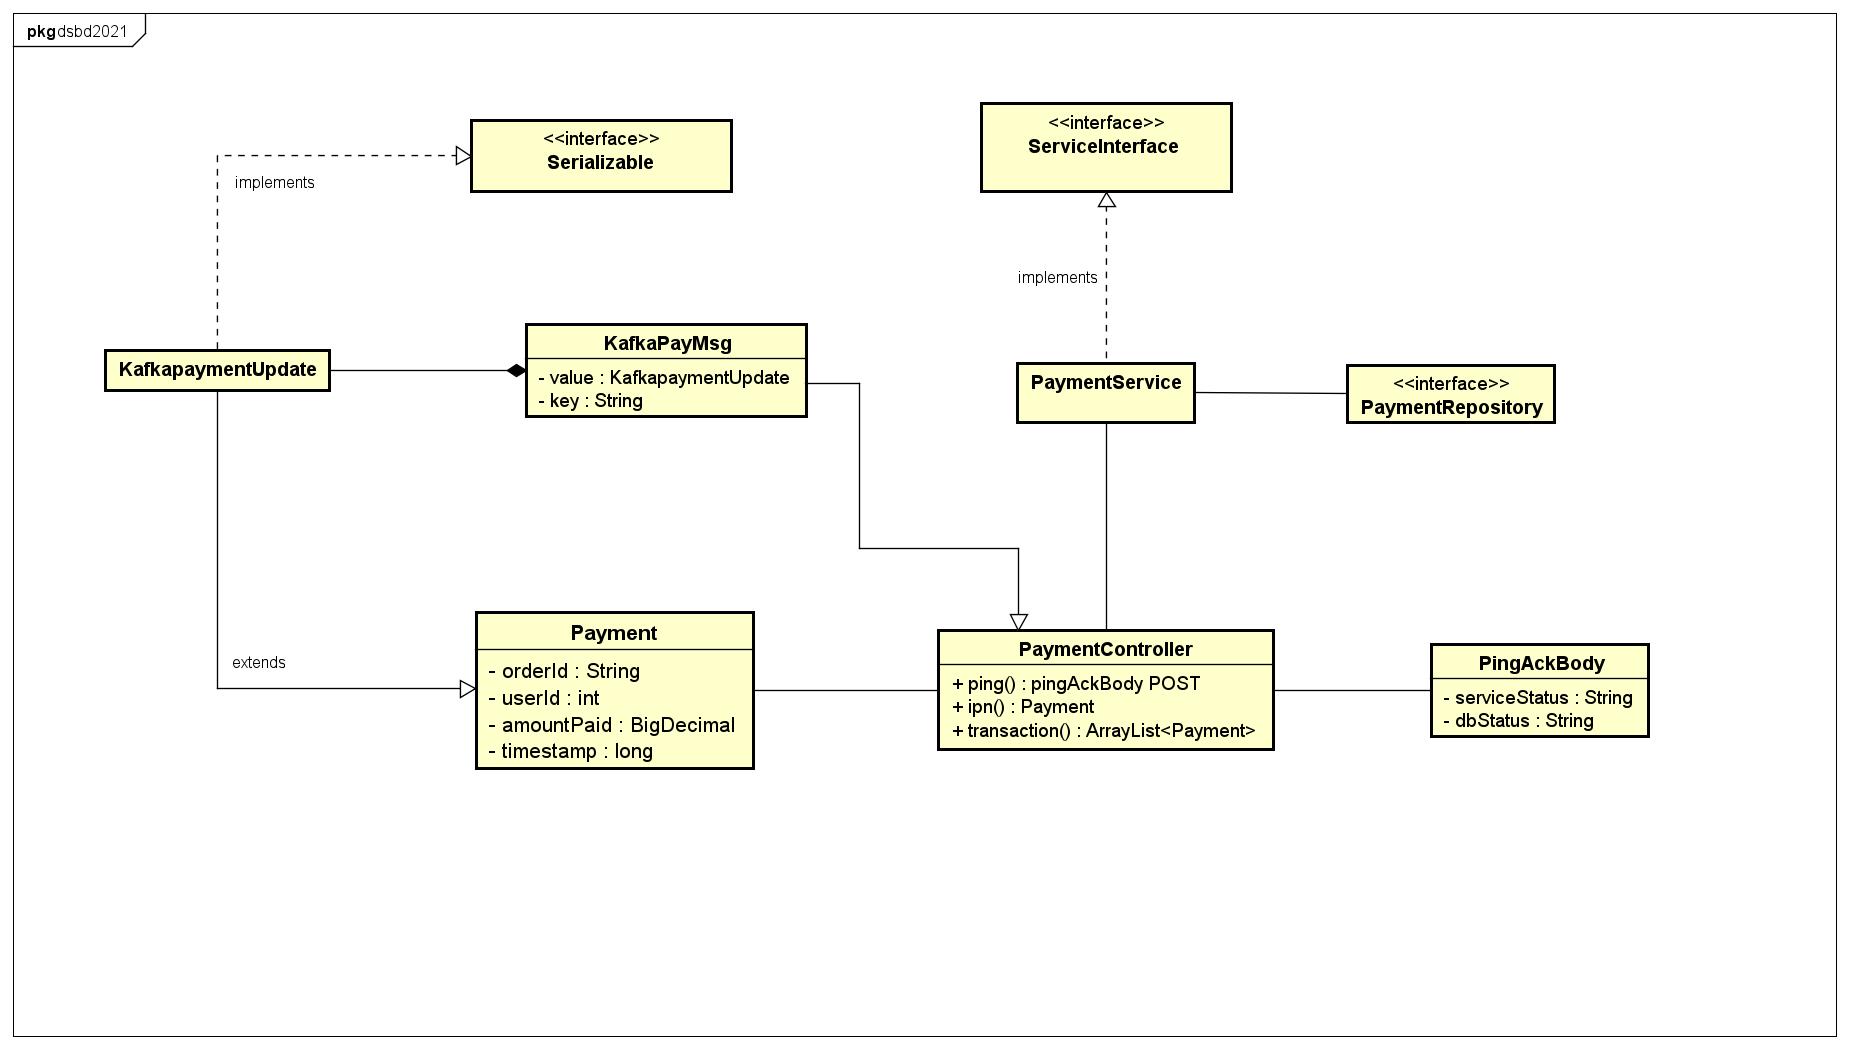 pkg dsbd2021
<<interface>>
Serializable
<<interface>>
ServiceInterface
implements
implements
KafkapaymentUpdate
KafkaPayMsg
- value : KafkapaymentUpdate
- key : String
PaymentService
<<interface>>
PaymentRepository
extends
Payment
- orderId : String
- userId : int
- amountPaid : BigDecimal
- timestamp : long
PaymentController
+ ping() : pingAckBody POST
+ ipn() : Payment
+ transaction() : ArrayList<Payment>
PingAckBody
- serviceStatus : String
- dbStatus : String